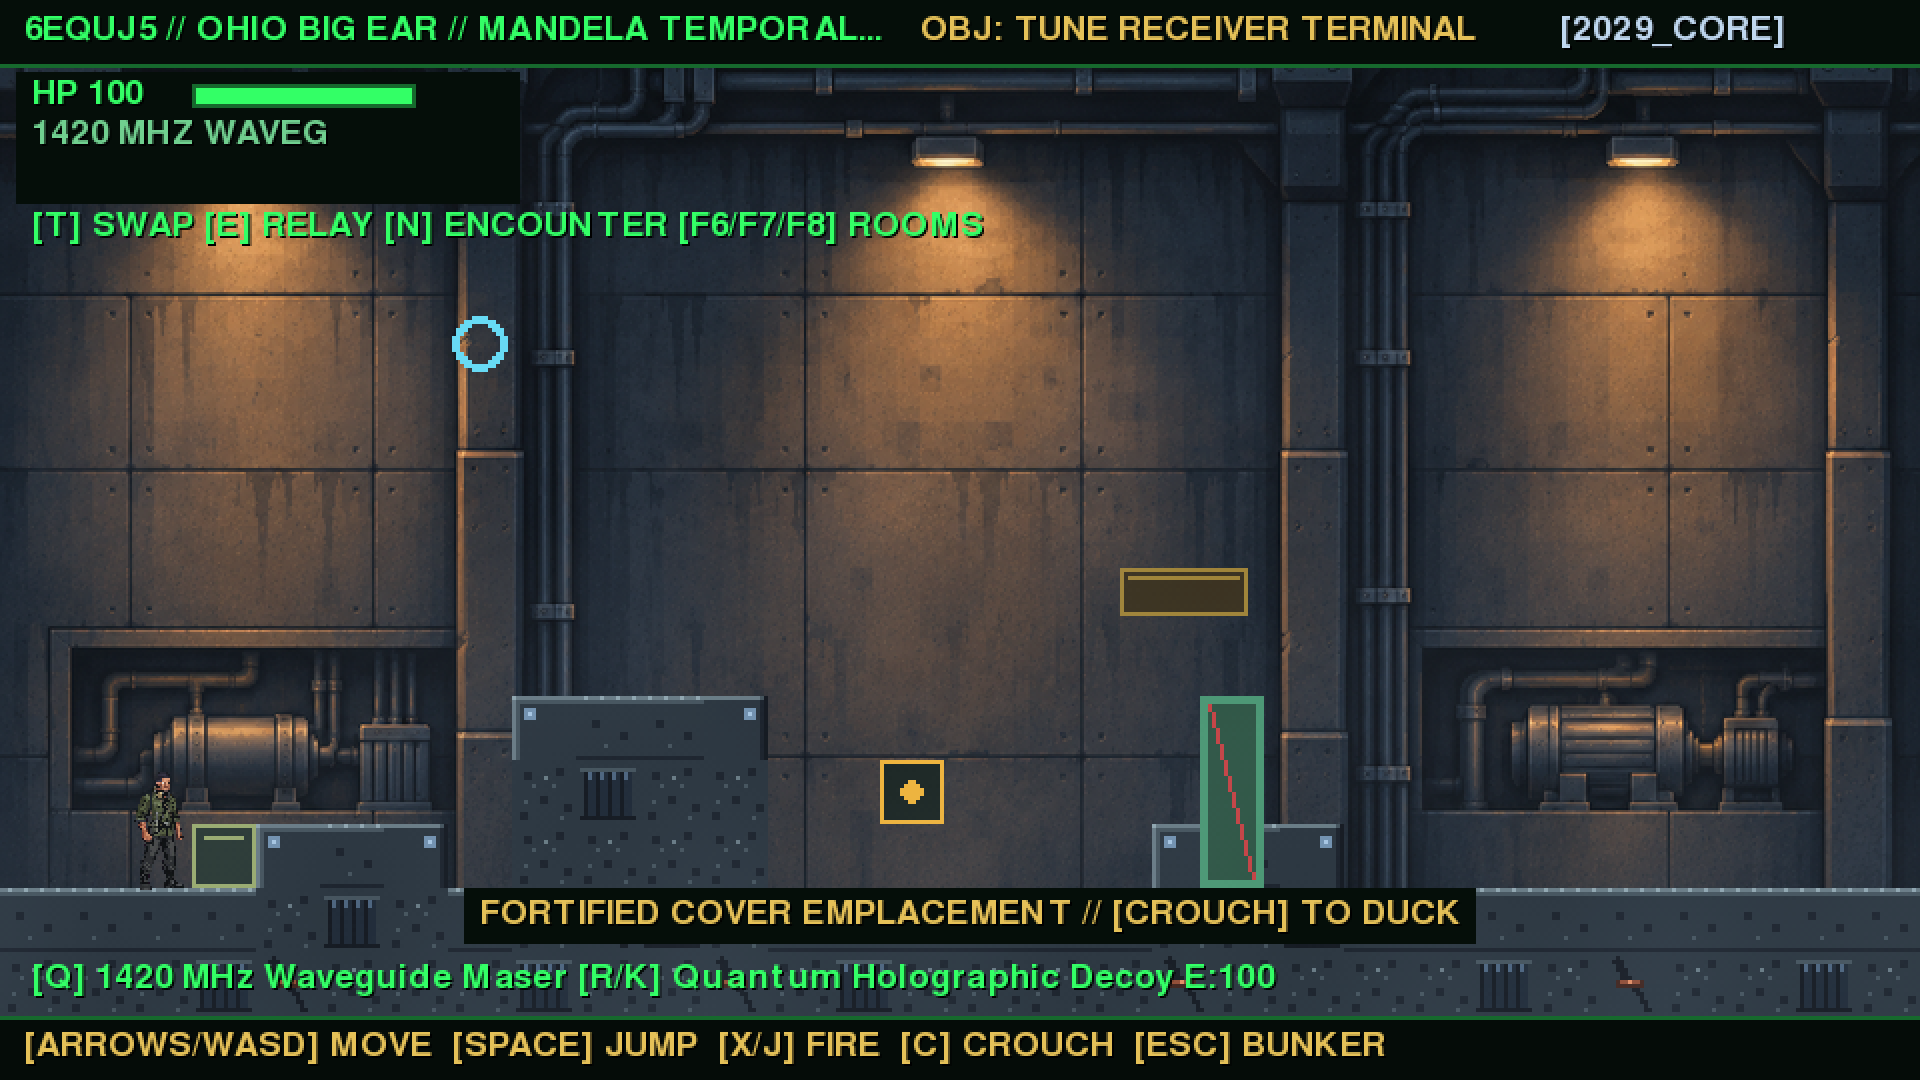 6EQUJ5 // OHIO BIG EAR // MANDELA TEMPORAL... OBJ: TUNE RECEIVER TERMINAL [2029_CORE]
HP 100
1420 MHZ WAVEG
[T] SWAP [E] RELAY [N] ENCOUNTER [F6/F7/F8] ROOMS
FORTIFIED COVER EMPLACEMENT // [CROUCH] TO DUCK
[Q] 1420 MHz Waveguide Maser [R/K] Quantum Holographic Decoy E:100
[ARROWS/WASD] MOVE [SPACE] JUMP [X/J] FIRE [C] CROUCH [ESC] BUNKER